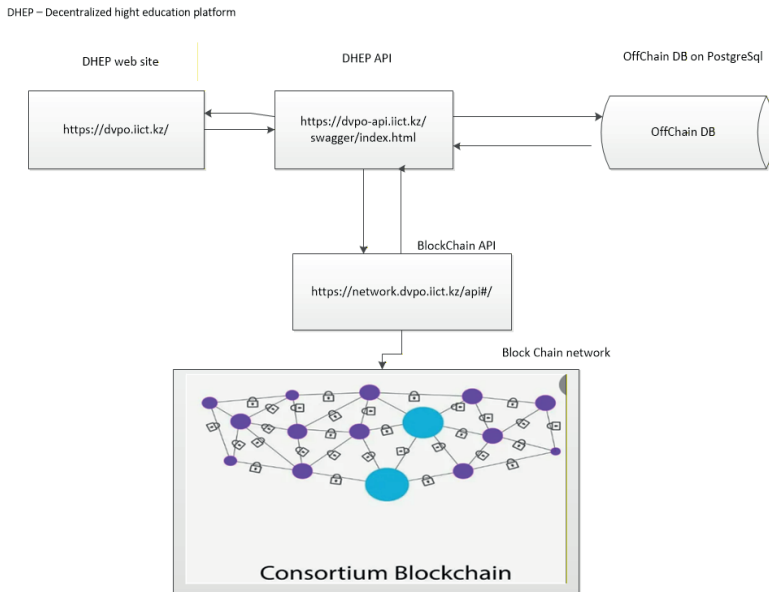 DHEP – Decentralized hight education platform
DHEP web site
DHEP API
OffChain DB on PostgreSql
https://dvpo.iict.kz/
https://dvpo-api.iict.kz/
swagger/index.html
OffChain DB
BlockChain API
https://network.dvpo.iict.kz/api#/
Block Chain network
Consortium Blockchain